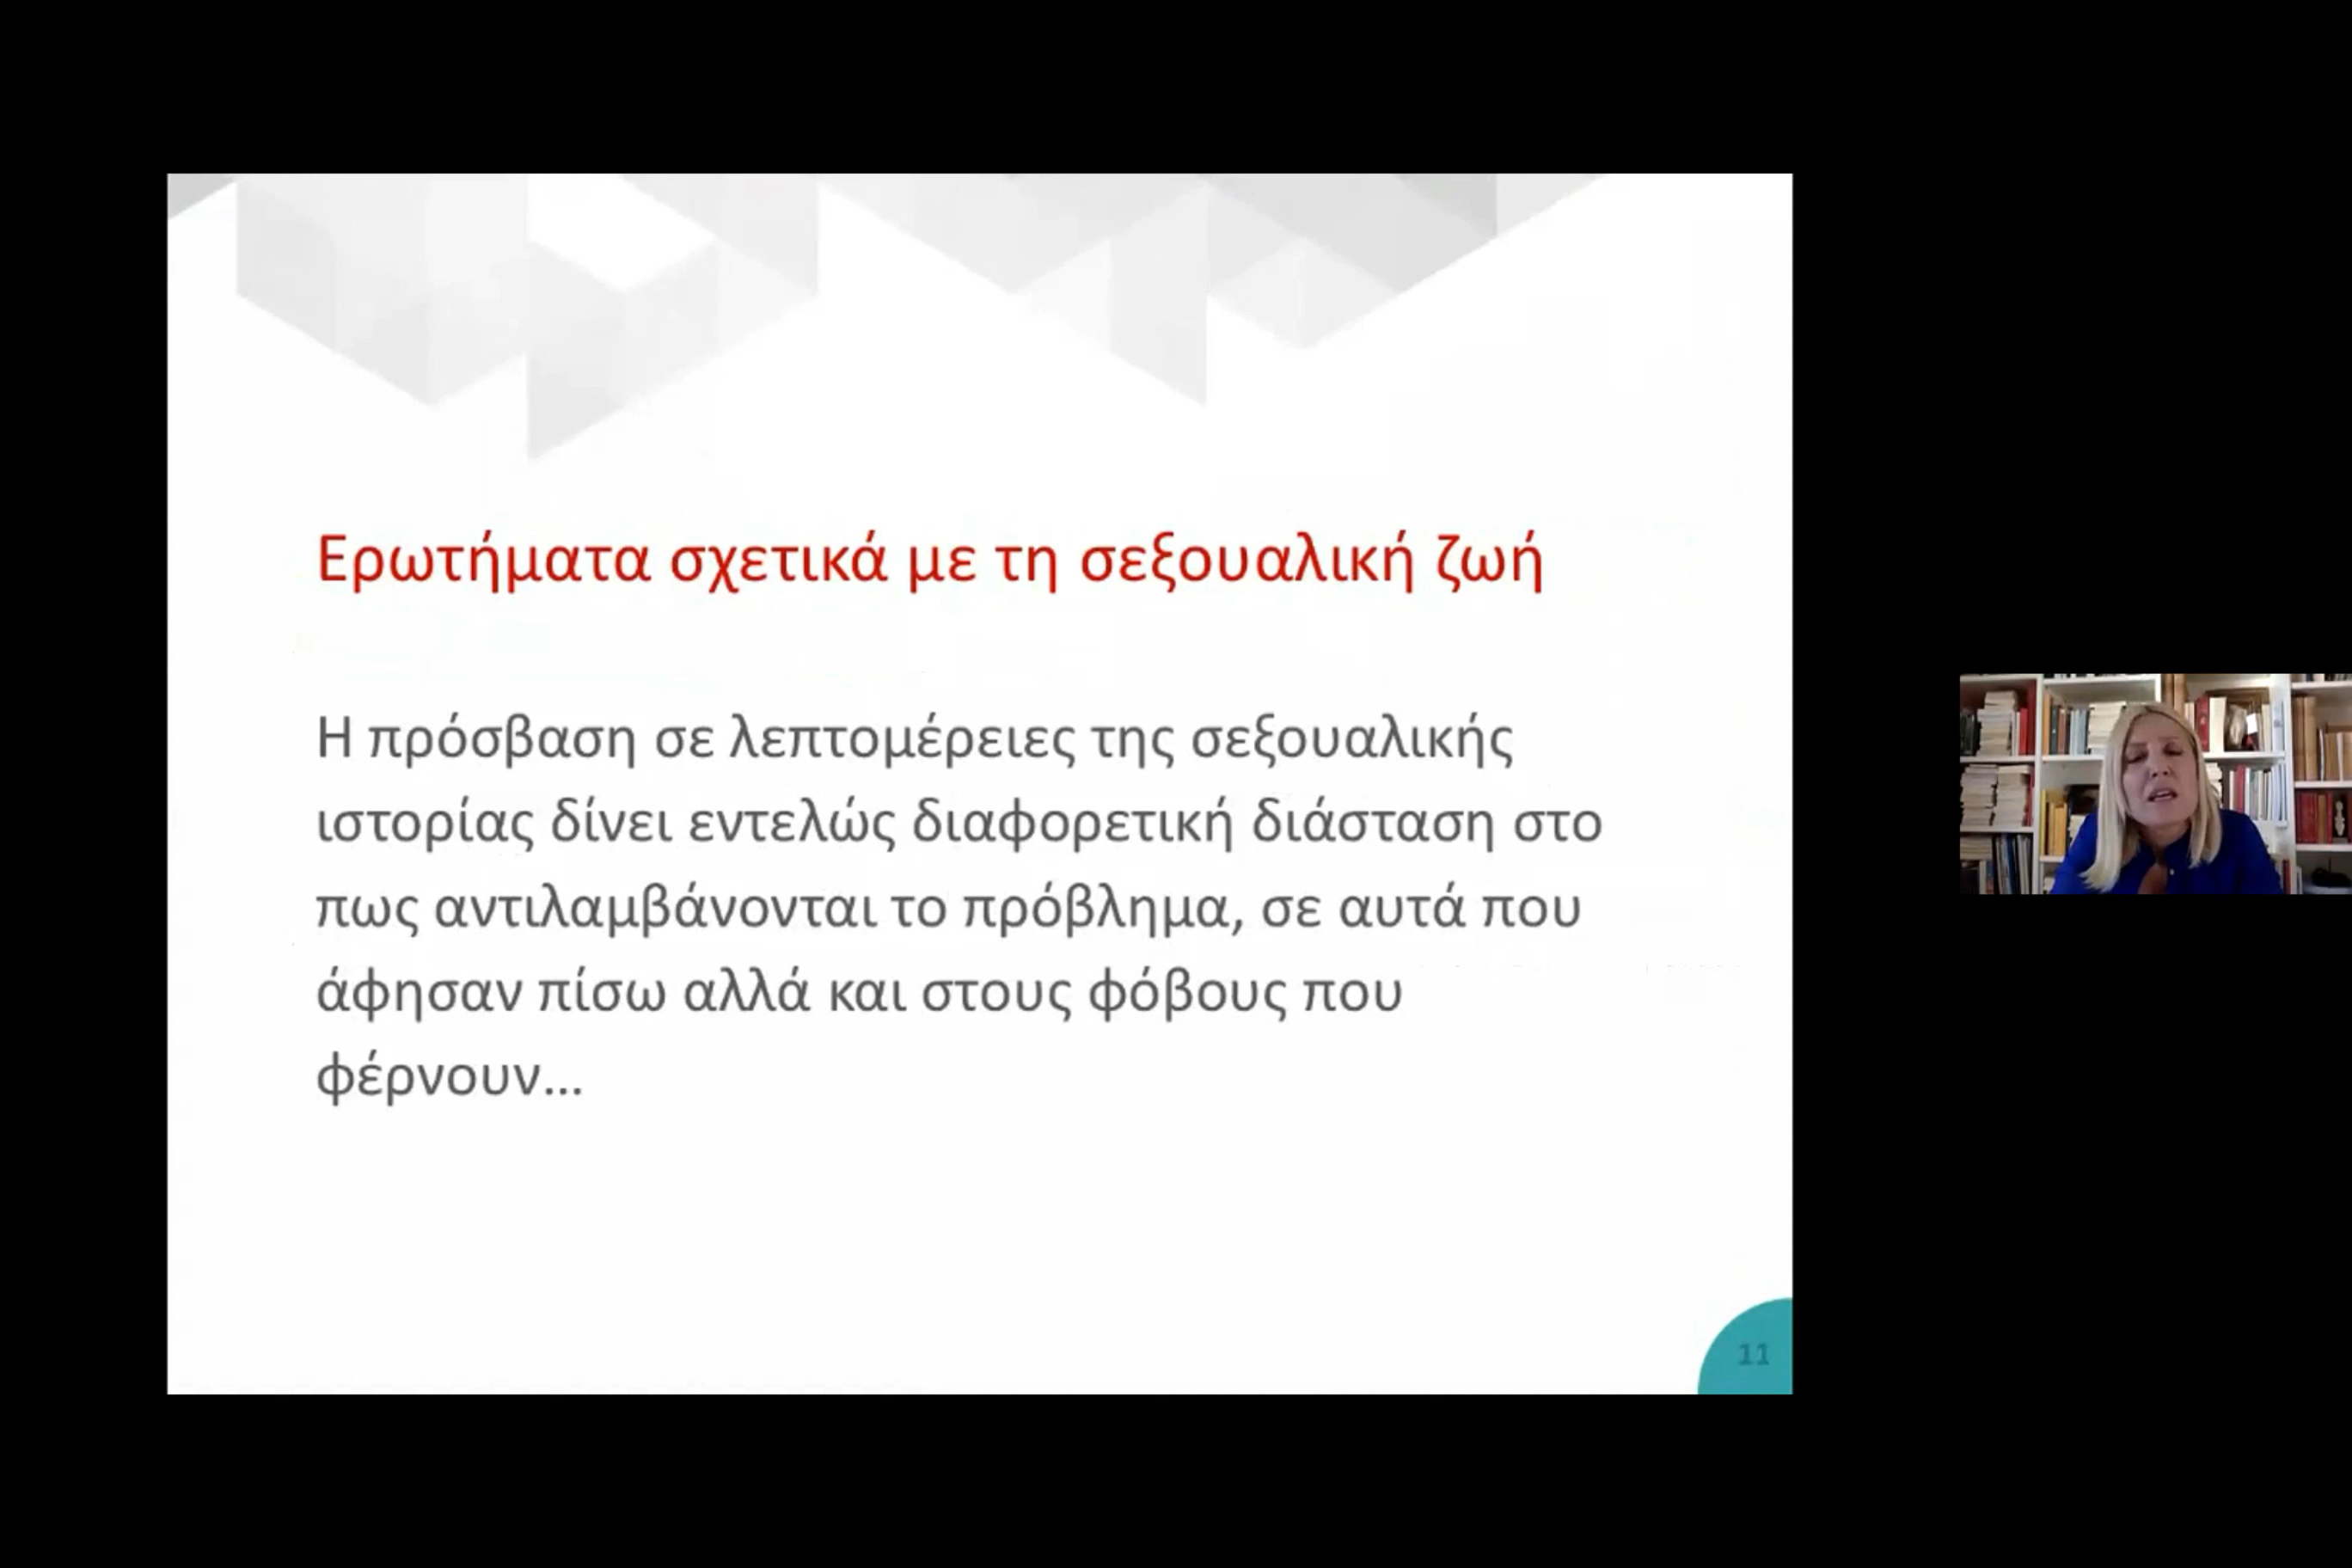 Ερωτήματα σχετικά με τη σεξουαλική ζωή
Η πρόσβαση σε λεπτομέρειες της σεξουαλικής
ιστορίας δίνει εντελώς διαφορετική διάσταση στο
πως αντιλαμβάνονται το πρόβλημα, σε αυτά που
άφησαν πίσω αλλά και στους φόβους που
φέρνουν...
11